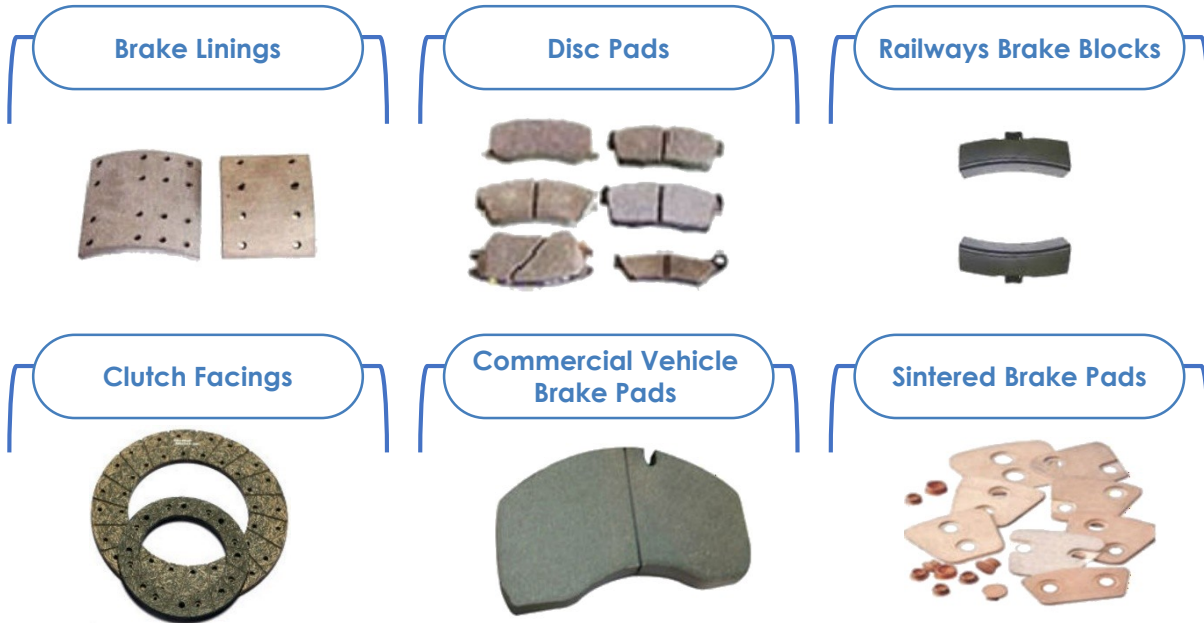 Brake Linings
Disc Pads
Railways Brake Blocks
Clutch Facings
Commercial Vehicle
Brake Pads
Sintered Brake Pads